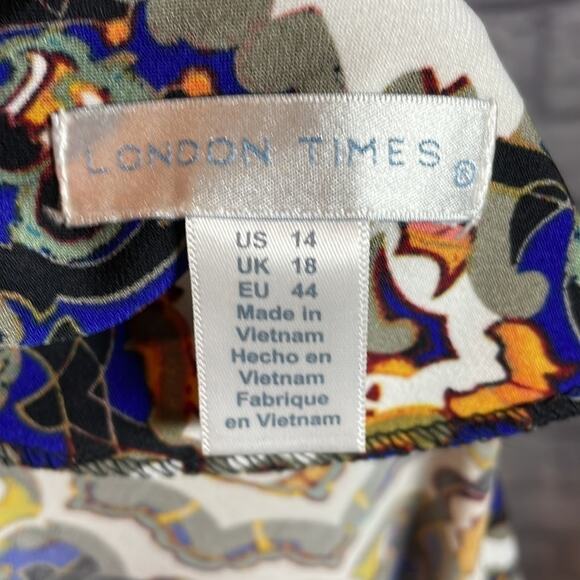 LONDON TIMES ®
US 14
UK 18
EU 44
Made in
Vietnam
Hecho en
Vietnam
Fabrique
en Vietnam